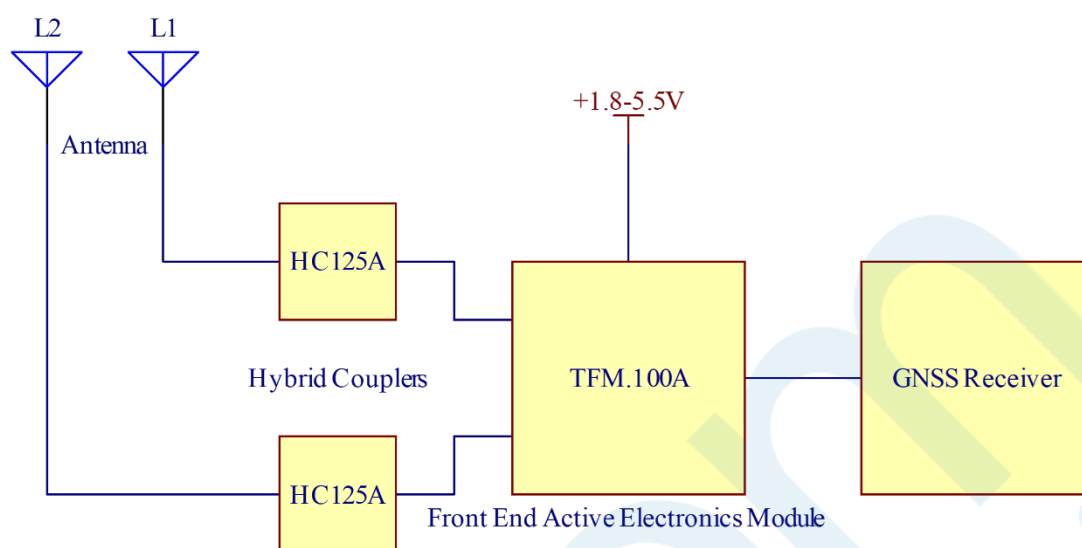 L2
L1
+1.8-5.5V
Antenna
HC125A
Hybrid Couplers
TFM.100A
GNSS Receiver
HC125A
Front End Active Electronics Module